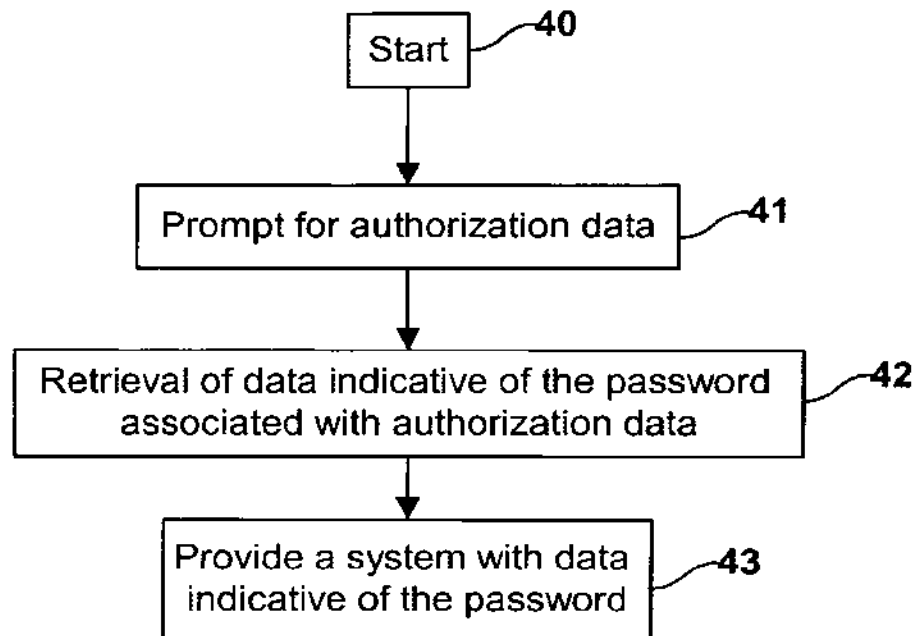 Start
40
Prompt for authorization data
41
Retrieval of data indicative of the password
associated with authorization data
42
Provide a system with data
indicative of the password
43